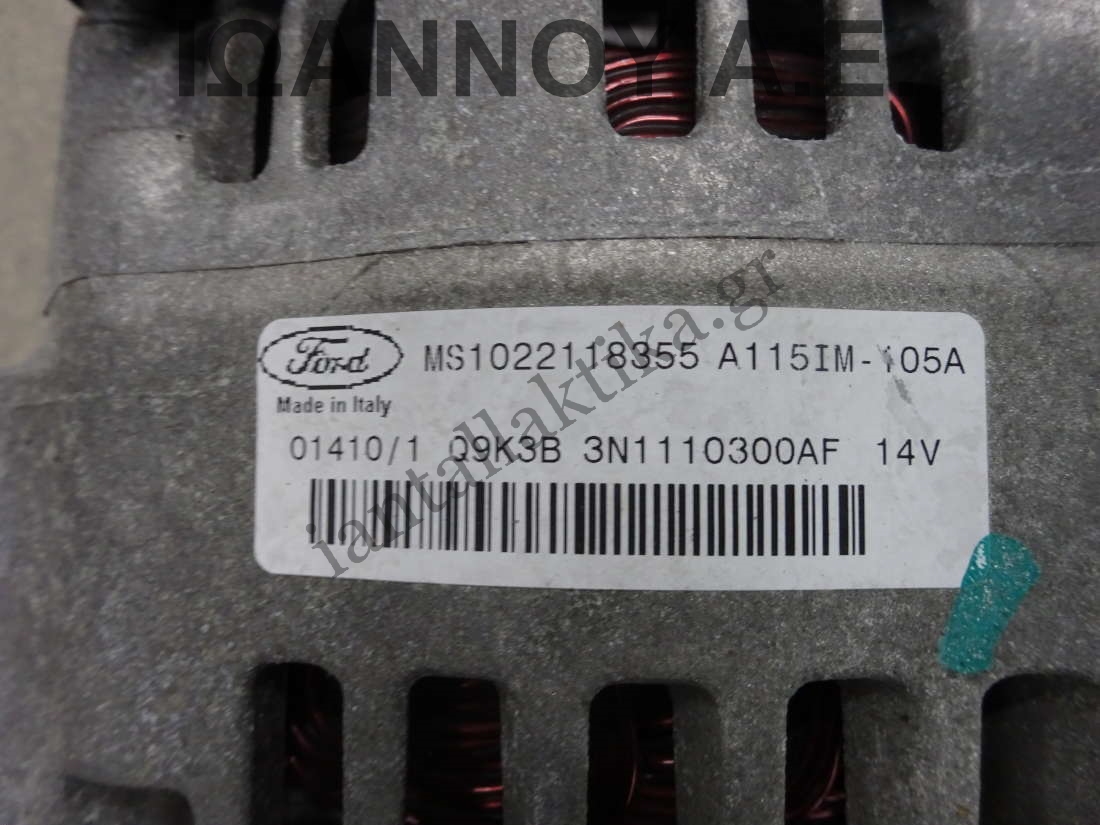 ΙΩΑΝΝΟΥ Α.Ε
Ford MS1022118355 A115IM-105A
Made in Italy
01410/1 Q9K3B 3N1110300AF 14V
iantallaktika.gr